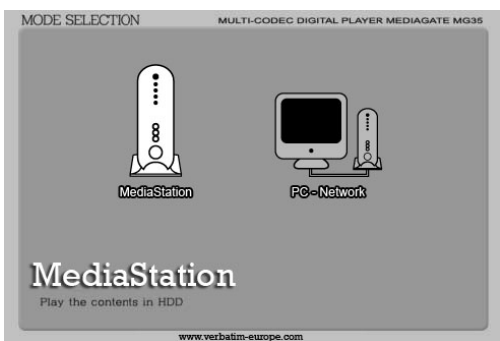 MODE SELECTION
MULTI-CODEC DIGITAL PLAYER MEDIAGATE MG35
MediaStation
PC - Network
MediaStation
Play the contents in HDD
www.verbatim-europe.com